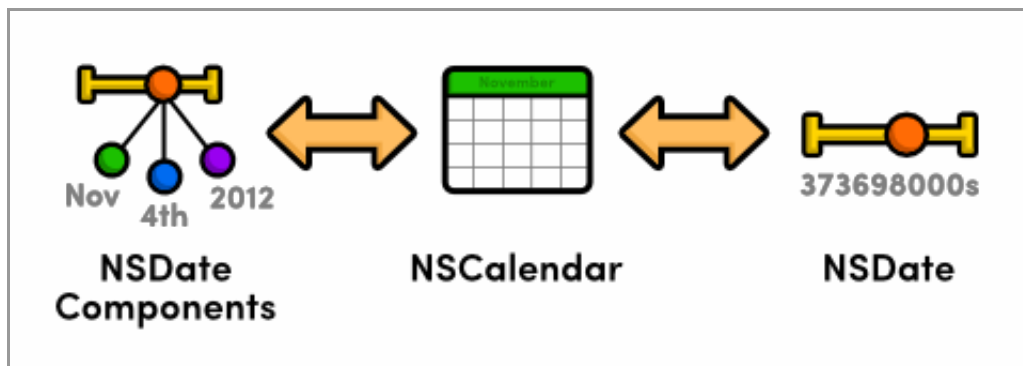 November
Nov
4th
2012
373698000s
NSDate
Components
NSCalendar
NSDate